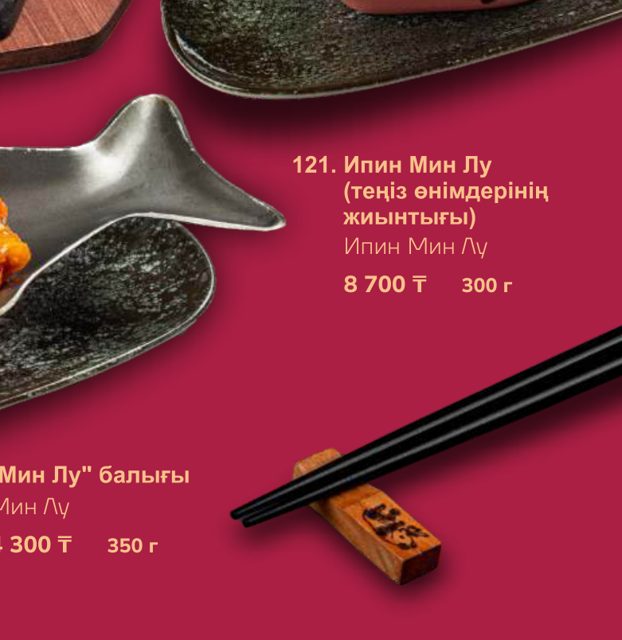 121. Ипин Мин Лу
(теңіз өнімдерінің
жиынтығы)
Ипин Мин Лу
8 700 ₸ 300 г
Мин Лу" балығы
Мин Лу
300 ₸ 350 г